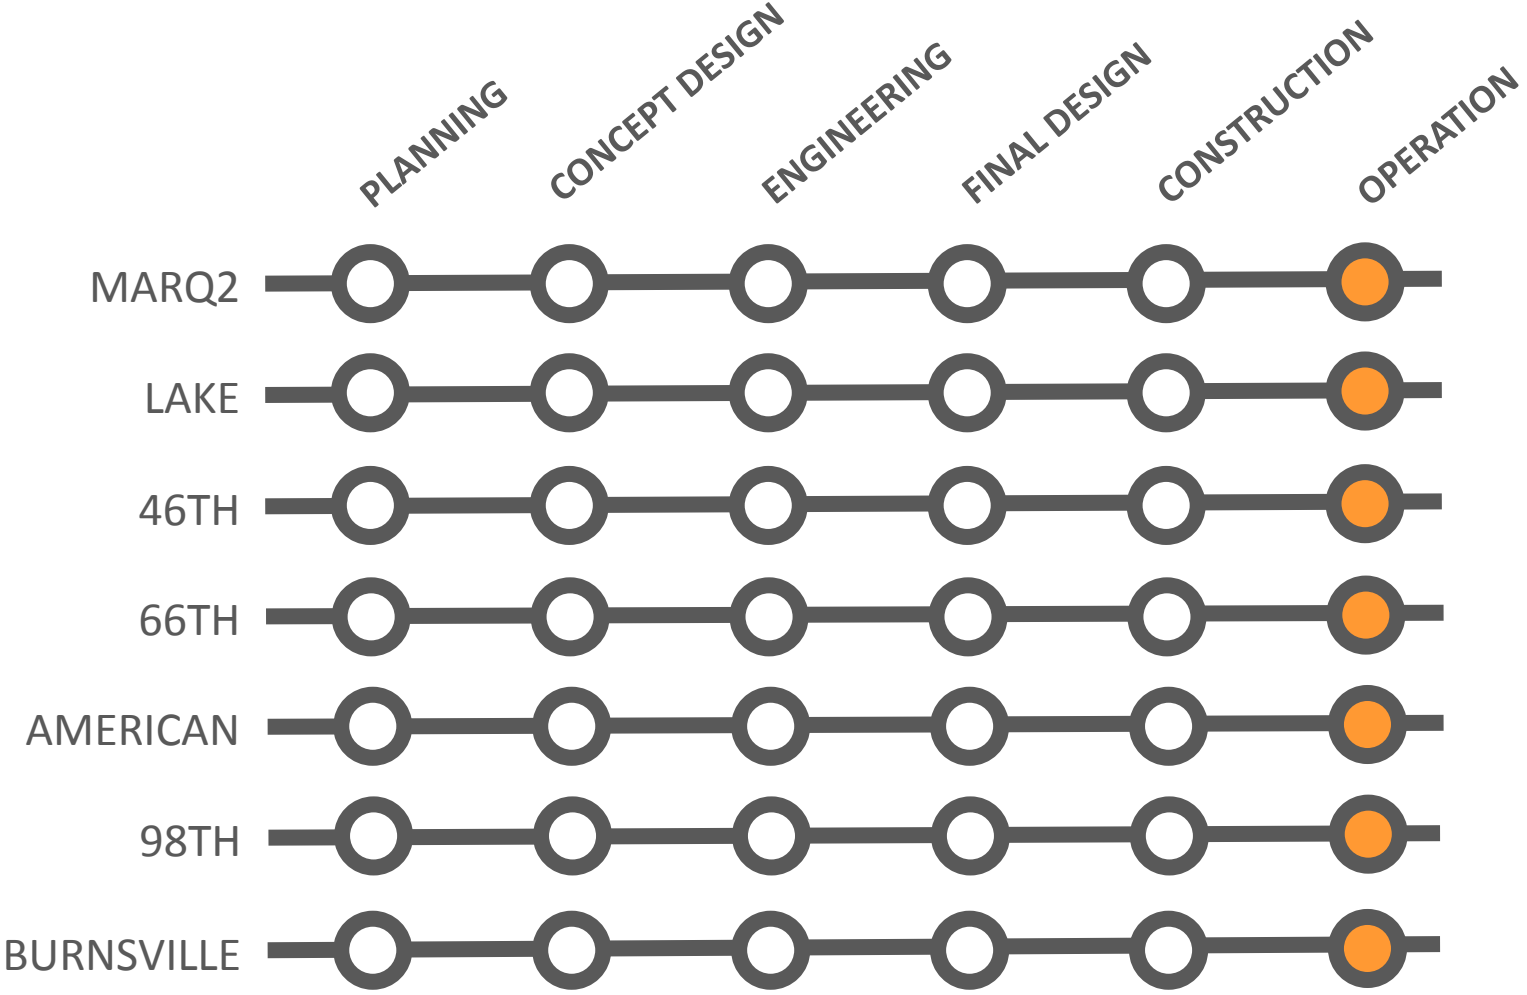 PLANNING
CONCEPT DESIGN
ENGINEERING
FINAL DESIGN
CONSTRUCTION
OPERATION
MARQ2
LAKE
46TH
66TH
AMERICAN
98TH
BURNSVILLE